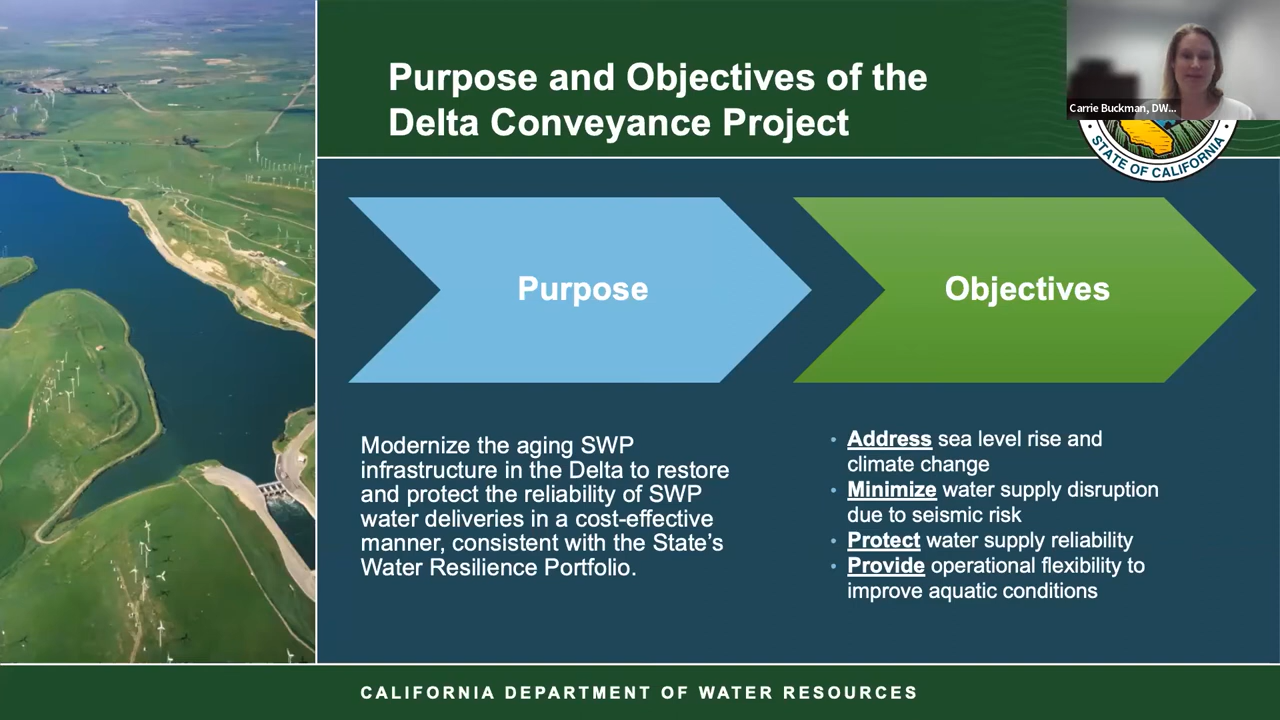 Purpose and Objectives of the
Delta Conveyance Project
Carrie Buckman, DW...
STATE OF CALIFORNIA
Purpose
Objectives
Modernize the aging SWP
infrastructure in the Delta to restore
and protect the reliability of SWP
water deliveries in a cost-effective
manner, consistent with the State’s
Water Resilience Portfolio.
• Address sea level rise and
climate change
• Minimize water supply disruption
due to seismic risk
• Protect water supply reliability
• Provide operational flexibility to
improve aquatic conditions
CALIFORNIA DEPARTMENT OF WATER RESOURCES